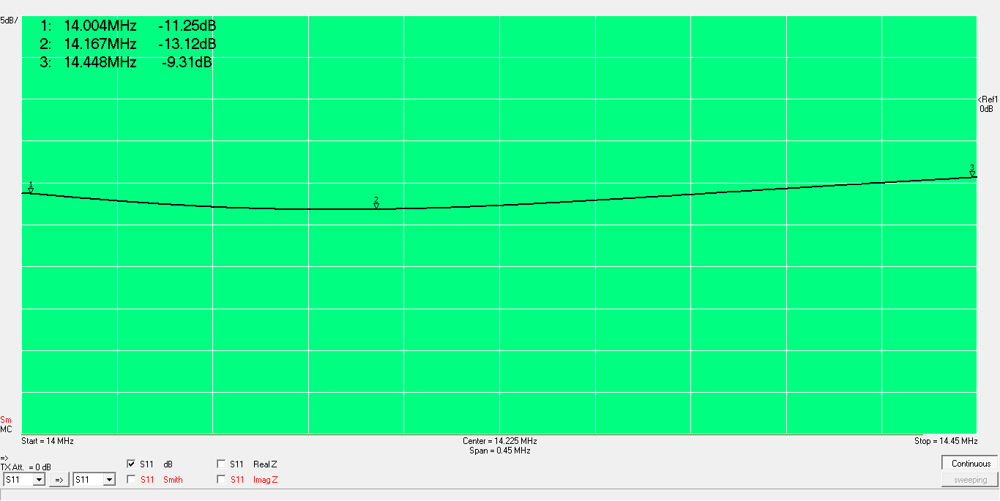 5dB/
1: 14.004MHz -11.25dB
2: 14.167MHz -13.12dB
3: 14.448MHz -9.31dB
<Ref1
0dB
1
2
3
Sm
MC
Start = 14 MHz
Center = 14.225 MHz
Stop = 14.45 MHz
Span = 0.45 MHz
=>
TX Att. = 0 dB
S11 dB
S11 Real Z
Continuous
S11
=>
S11
S11 Smith
S11 Imag Z
sweeping